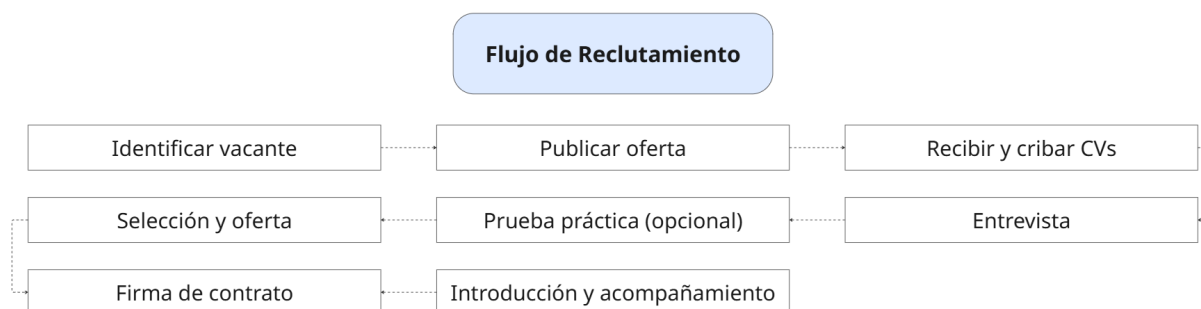 Flujo de Reclutamiento
Identificar vacante
Publicar oferta
Recibir y cribar CVs
Selección y oferta
Prueba práctica (opcional)
Entrevista
Firma de contrato
Introducción y acompañamiento